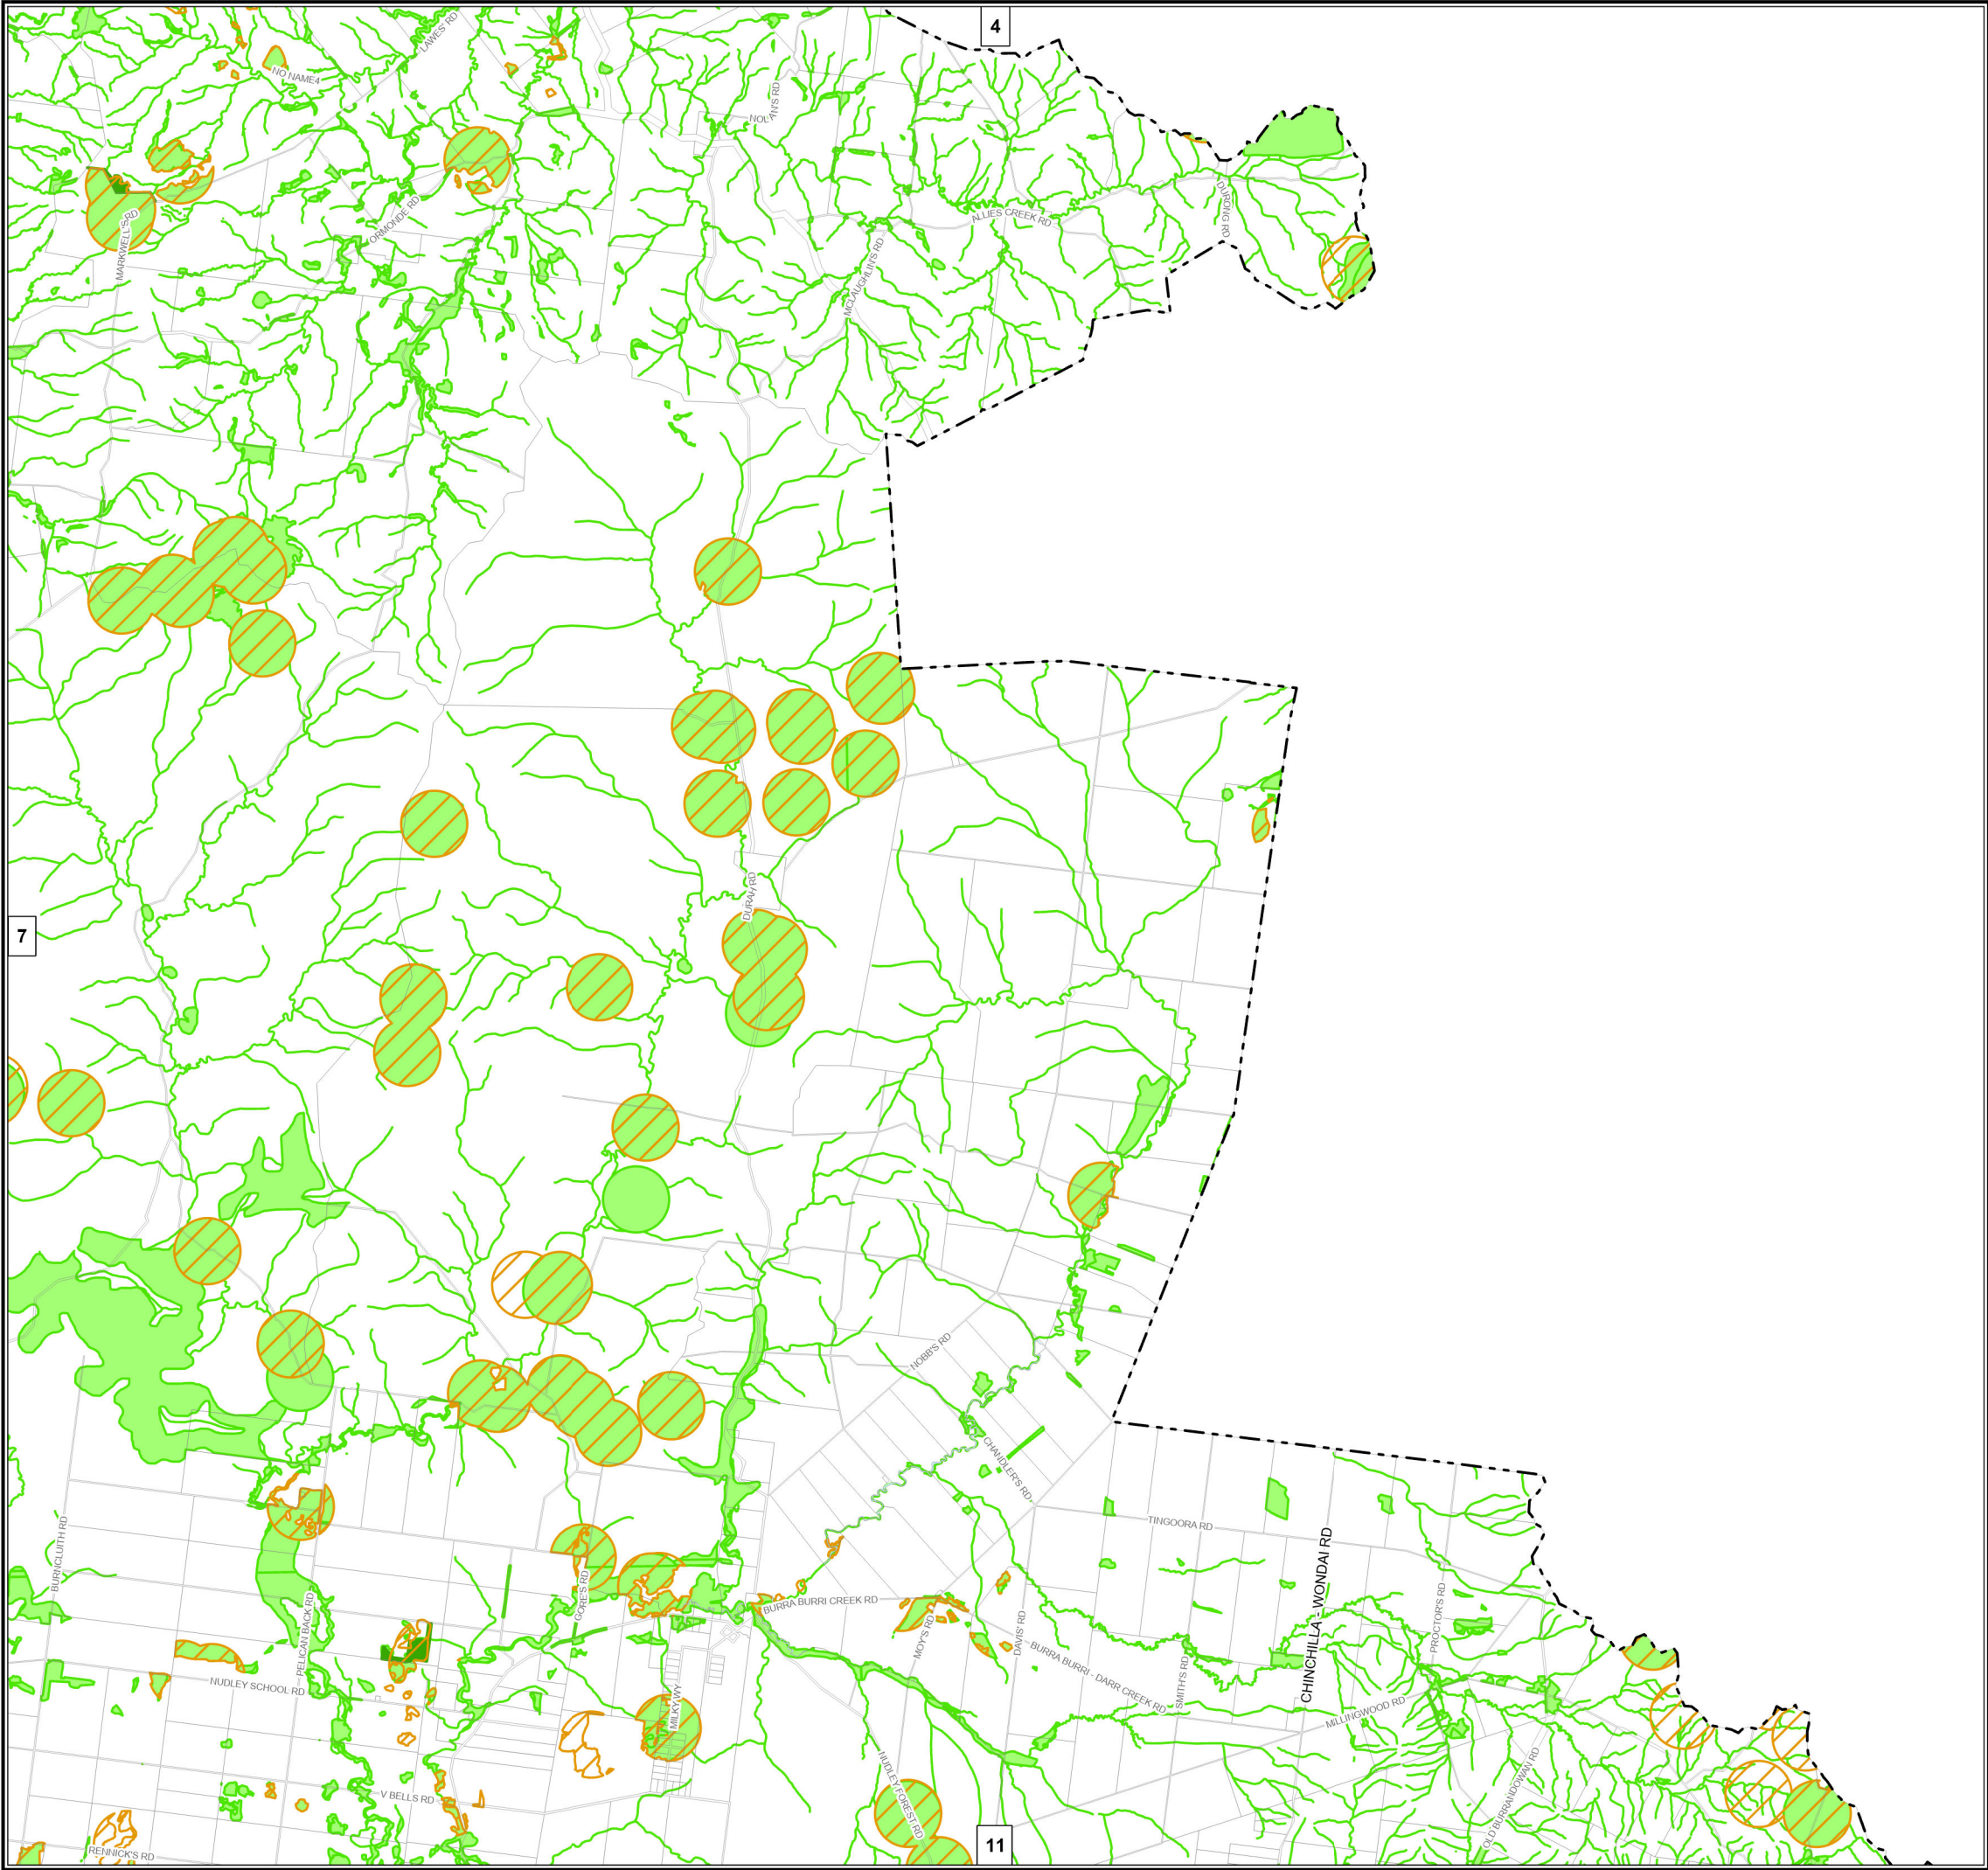 4
LAWES RD
NO NAME4
NOLAN'S RD
MARKWELL'S RD
ORMONDE RD
ALLIES CREEK RD
DURONG RD
MCLAUGHLIN'S RD
DURAH RD
7
NOBB'S RD
CHANDLER'S RD
TINGOORA RD
CHINCHILLA - WONDAI RD
BURNCLUITH RD
PELICAN BACK RD
GORE'S RD
BURRA BURRI CREEK RD
MOY'S RD
DAVIS' RD
BURRA BURRI - DARR CREEK RD
SMITH'S RD
PROCTOR'S RD
NUDLEY SCHOOL RD
MILKY WY
MILLINGWOOD RD
NUDLEY FOREST RD
OLD BURRANDOWAN RD
V BELLS RD
RENNICK'S RD
11